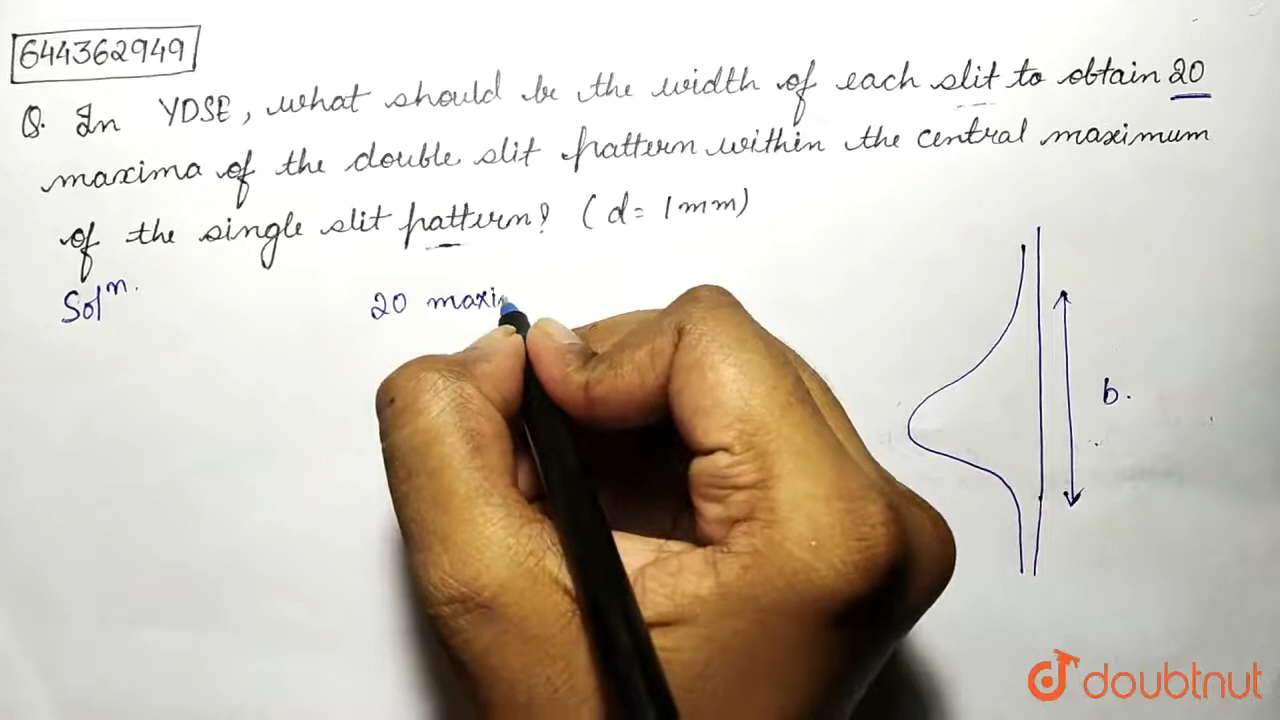 644362949
Q. In YDSE, what should be the width of each slit to obtain 20
maxima of the double slit pattern within the central maximum
of the single slit pattern? (d = 1mm)
Solⁿ.
20 maxi
b.
doubtnut